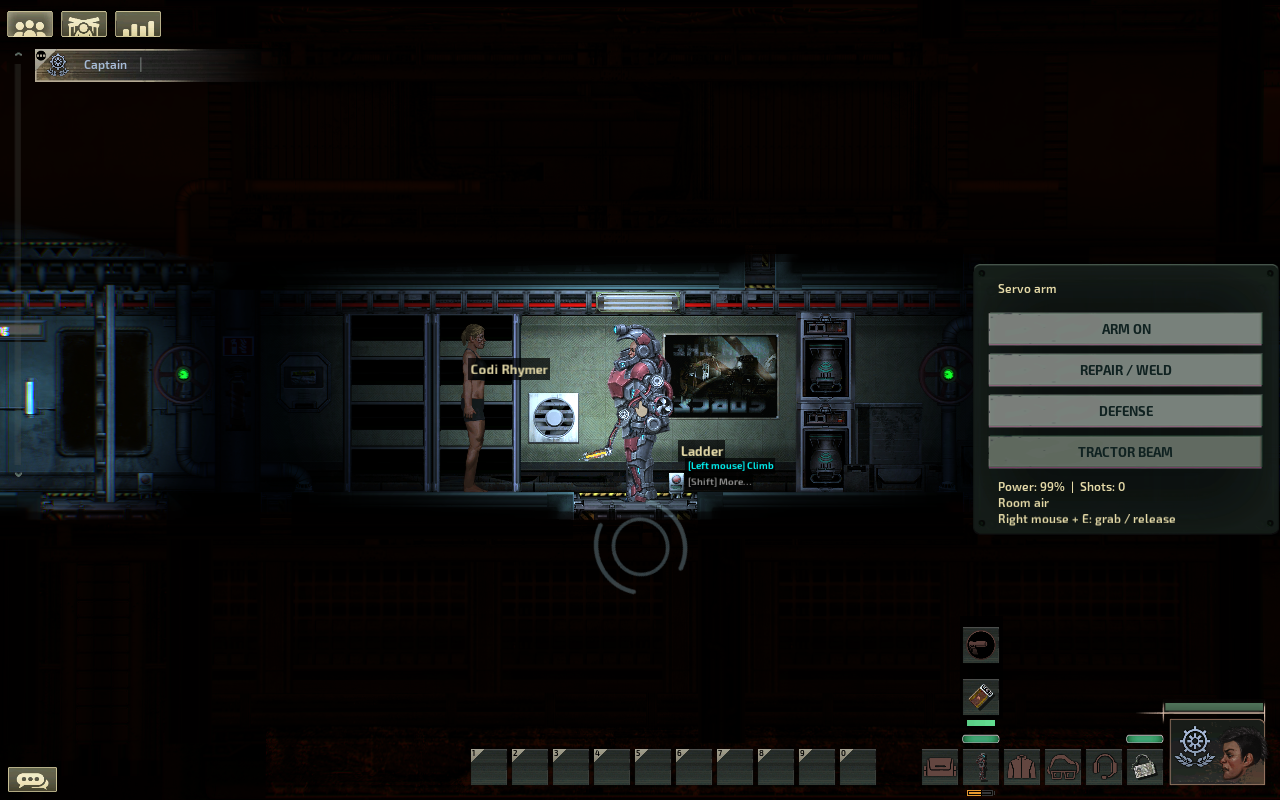 Captain
Servo arm
ARM ON
REPAIR / WELD
DEFENSE
TRACTOR BEAM
Power: 99% | Shots: 0
Room air
Right mouse + E: grab / release
Codi Rhymer
Ladder
[Left mouse] Climb
[Shift] More...
1 2 3 4 5 6 7 8 9 0